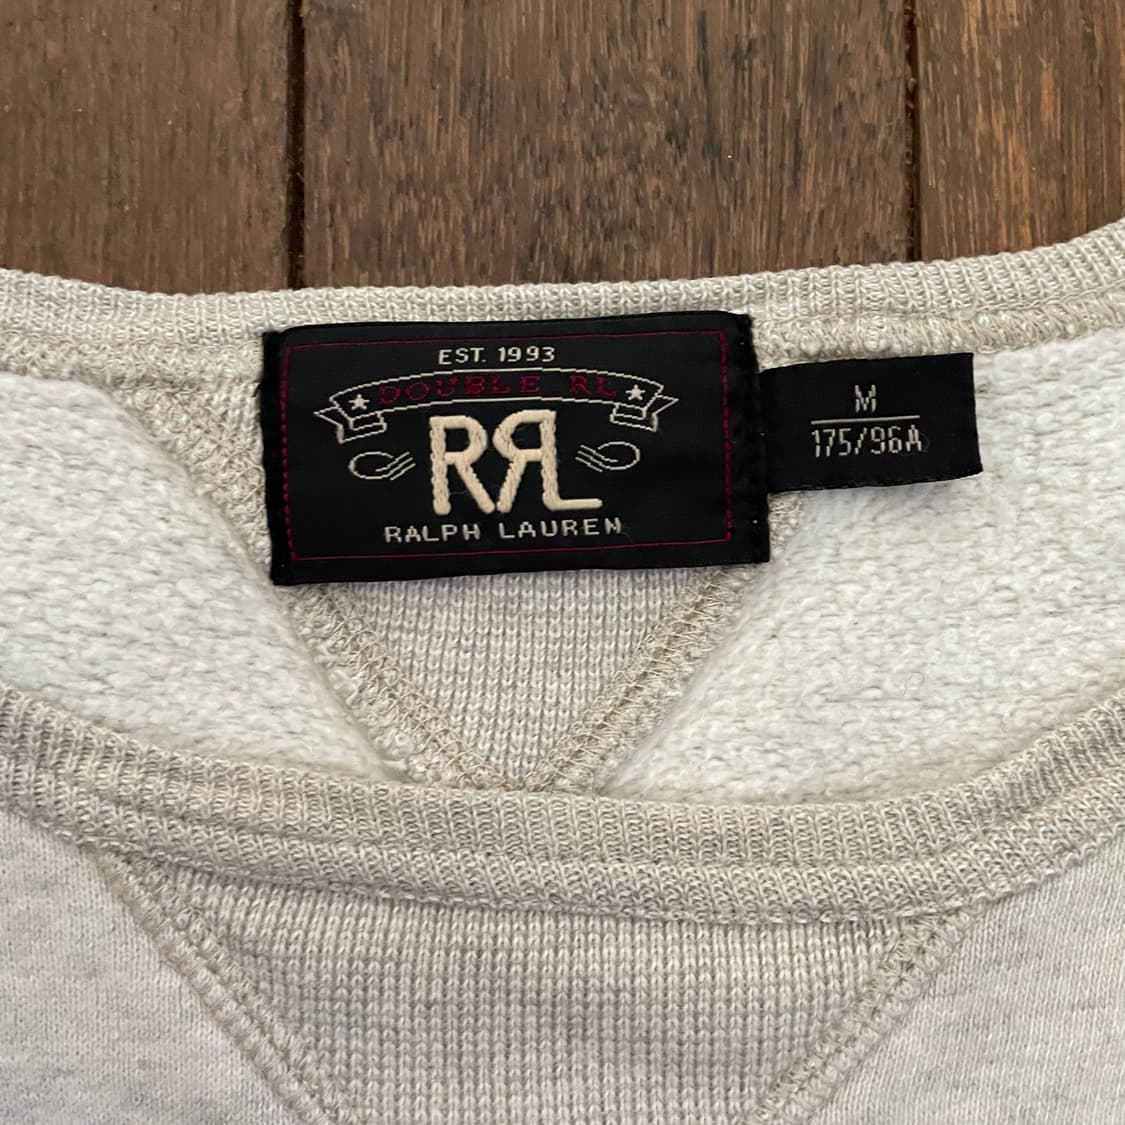 EST. 1993
DOUBLE RL
RRL
RALPH LAUREN
M
175/96A